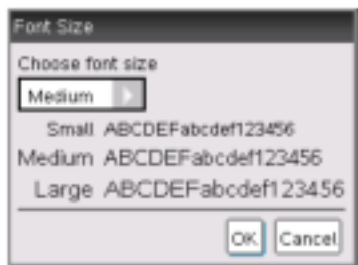 Font Size
Choose font size
Medium
Small ABCDEFabcdef123456
Medium ABCDEFabcdef123456
Large ABCDEFabcdef123456
OK Cancel